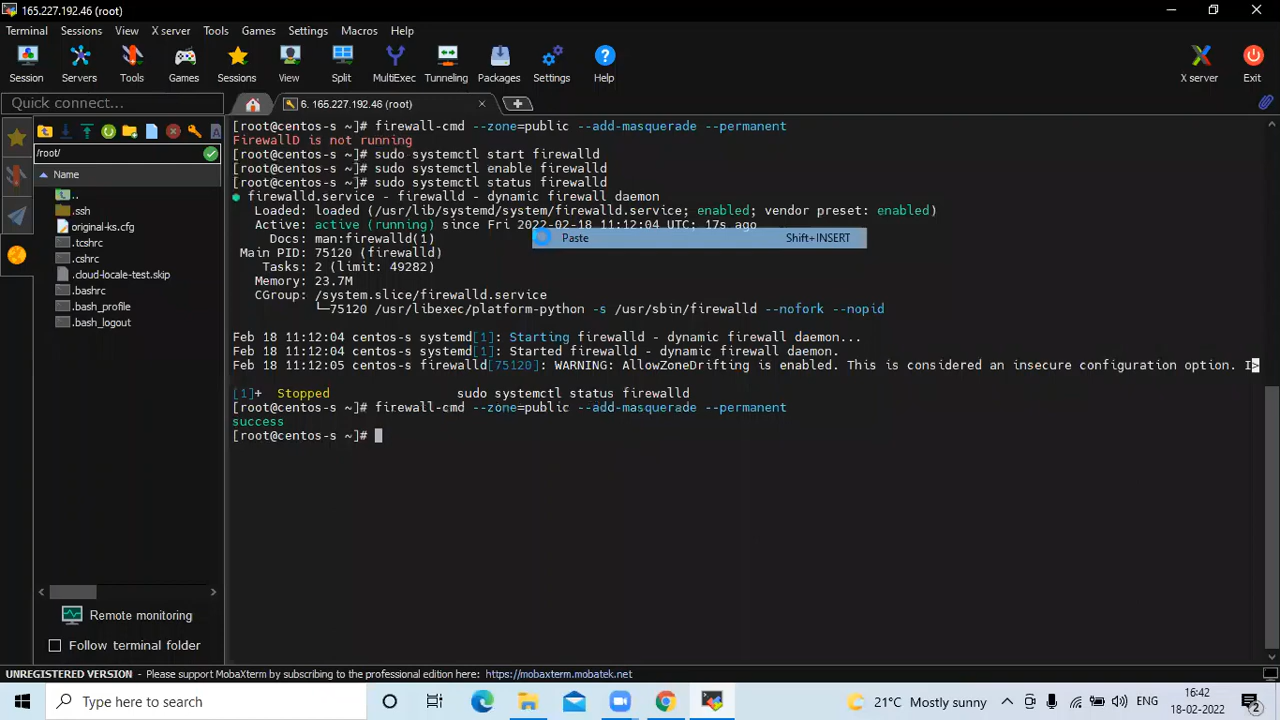 165.227.192.46 (root)
Terminal Sessions View X server Tools Games Settings Macros Help
Session Servers Tools Games Sessions View Split MultiExec Tunneling Packages Settings Help X server Exit
Quick connect...
6. 165.227.192.46 (root)
/root/
Name
..
.ssh
original-ks.cfg
.tcshrc
.cshrc
.cloud-locale-test.skip
.bashrc
.bash_profile
.bash_logout
Remote monitoring
Follow terminal folder
[root@centos-s ~]# firewall-cmd --zone=public --add-masquerade --permanent
FirewallD is not running
[root@centos-s ~]# sudo systemctl start firewalld
[root@centos-s ~]# sudo systemctl enable firewalld
[root@centos-s ~]# sudo systemctl status firewalld
● firewalld.service - firewalld - dynamic firewall daemon
Loaded: loaded (/usr/lib/systemd/system/firewalld.service; enabled; vendor preset: enabled)
Active: active (running) since Fri 2022-02-18 11:12:04 UTC; 17s ago
Paste Shift+INSERT
Docs: man:firewalld(1)
Main PID: 75120 (firewalld)
Tasks: 2 (limit: 49282)
Memory: 23.7M
CGroup: /system.slice/firewalld.service
└─75120 /usr/libexec/platform-python -s /usr/sbin/firewalld --nofork --nopid
Feb 18 11:12:04 centos-s systemd[1]: Starting firewalld - dynamic firewall daemon...
Feb 18 11:12:04 centos-s systemd[1]: Started firewalld - dynamic firewall daemon.
Feb 18 11:12:05 centos-s firewalld[75120]: WARNING: AllowZoneDrifting is enabled. This is considered an insecure configuration option. I>
[1]+ Stopped sudo systemctl status firewalld
[root@centos-s ~]# firewall-cmd --zone=public --add-masquerade --permanent
success
[root@centos-s ~]#
UNREGISTERED VERSION - Please support MobaXterm by subscribing to the professional edition here: https://mobaxterm.mobatek.net
Type here to search
21°C Mostly sunny
ENG
16:42
18-02-2022
2